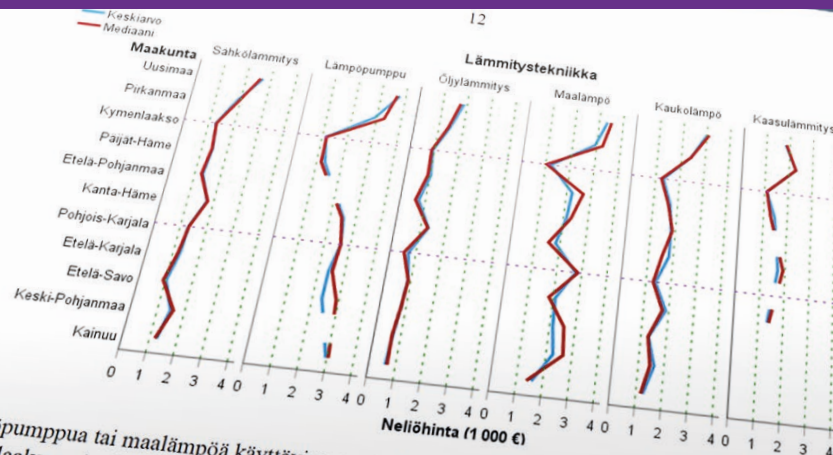 12
Keskiarvo
Mediaani
Lämmitystekniikka
Maakunta
Sähkölämmitys
Lämpöpumppu
Öljylämmitys
Maalämpö
Kaukolämpö
Kaasulämmitys
Uusimaa
Pirkanmaa
Kymenlaakso
Päijät-Häme
Etelä-Pohjanmaa
Kanta-Häme
Pohjois-Karjala
Etelä-Karjala
Etelä-Savo
Keski-Pohjanmaa
Kainuu
0 1 2 3 4 0 1 2 3 4 0 1 2 3 4 0 1 2 3 4 0 1 2 3 4 0 1 2 3
Neliöhinta (1 000 €)
tai maalämpöä